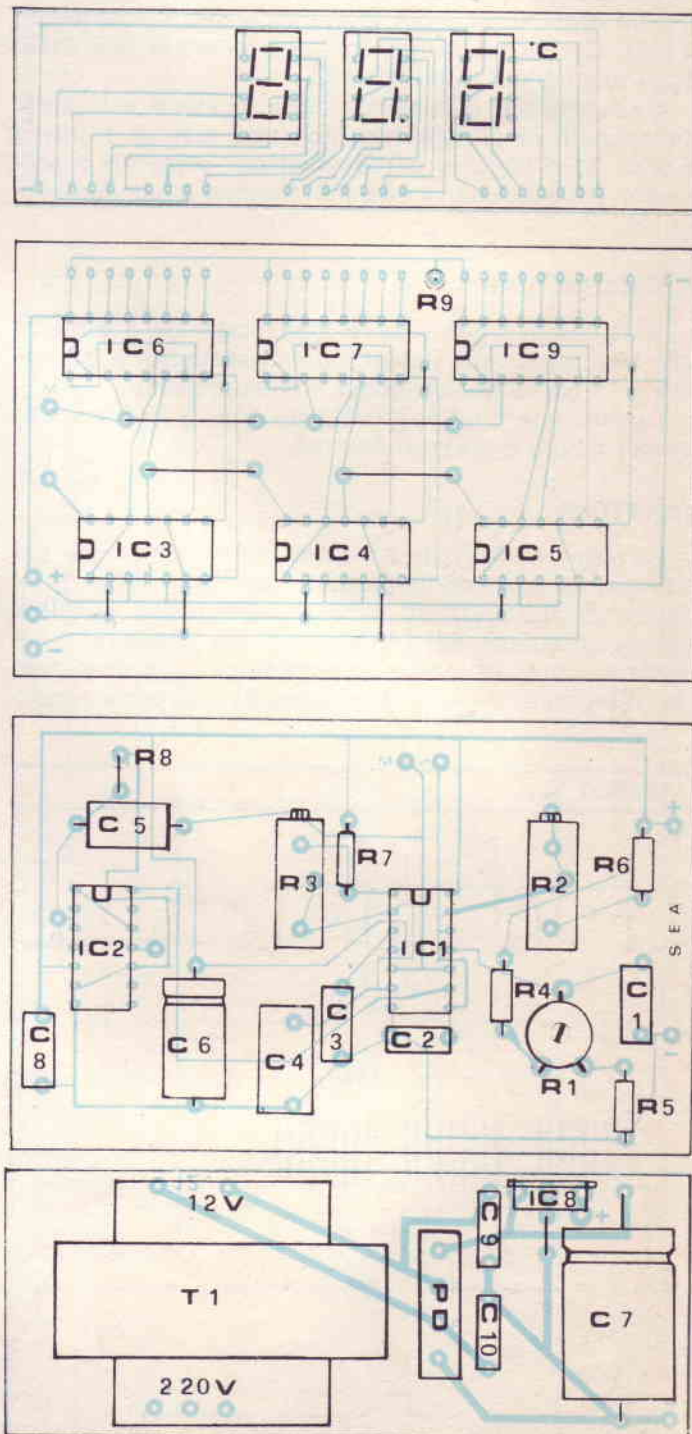 °C
R9
IC6 IC7 IC9
IC3 IC4 IC5
+
-
R8
C5
R3
R7
R2
R6
+
IC2
IC1
SEA
C8
C6
C4
C3
C2
R4
R1
C1
-
R5
12V
12V
T1
220V
PD
C9
C10
IC8
+
C7